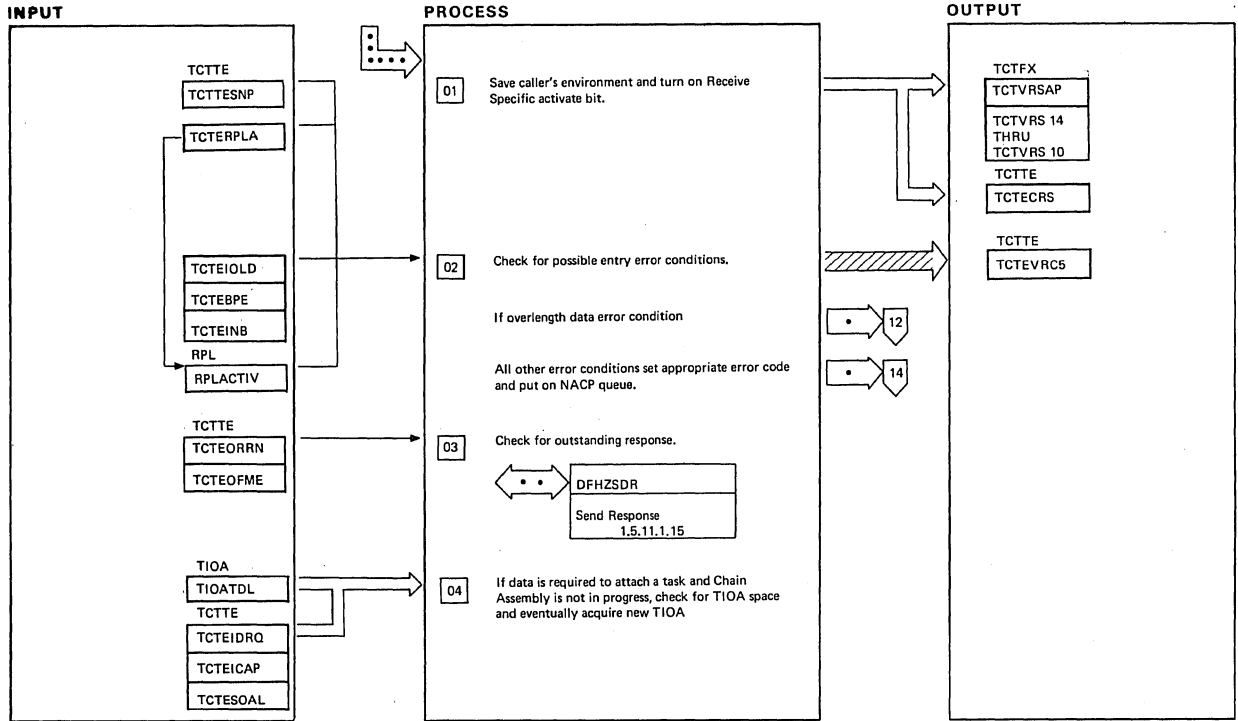 INPUT
PROCESS
OUTPUT
TCTTE
TCTTESNP
TCTERPLA
TCTEIOLD
TCTEBPE
TCTEINB
RPL
RPLACTIV
TCTTE
TCTEORRN
TCTEOFME
TIOA
TIOATDL
TCTTE
TCTEIDRQ
TCTEICAP
TCTESOAL
01
Save caller's environment and turn on Receive
Specific activate bit.
02
Check for possible entry error conditions.
If overlength data error condition
12
All other error conditions set appropriate error code
and put on NACP queue.
14
03
Check for outstanding response.
DFHZSDR
Send Response
1.5.11.1.15
04
If data is required to attach a task and Chain
Assembly is not in progress, check for TIOA space
and eventually acquire new TIOA
TCTFX
TCTVRSAP
TCTVRS 14
THRU
TCTVRS 10
TCTTE
TCTECRS
TCTTE
TCTEVRC5